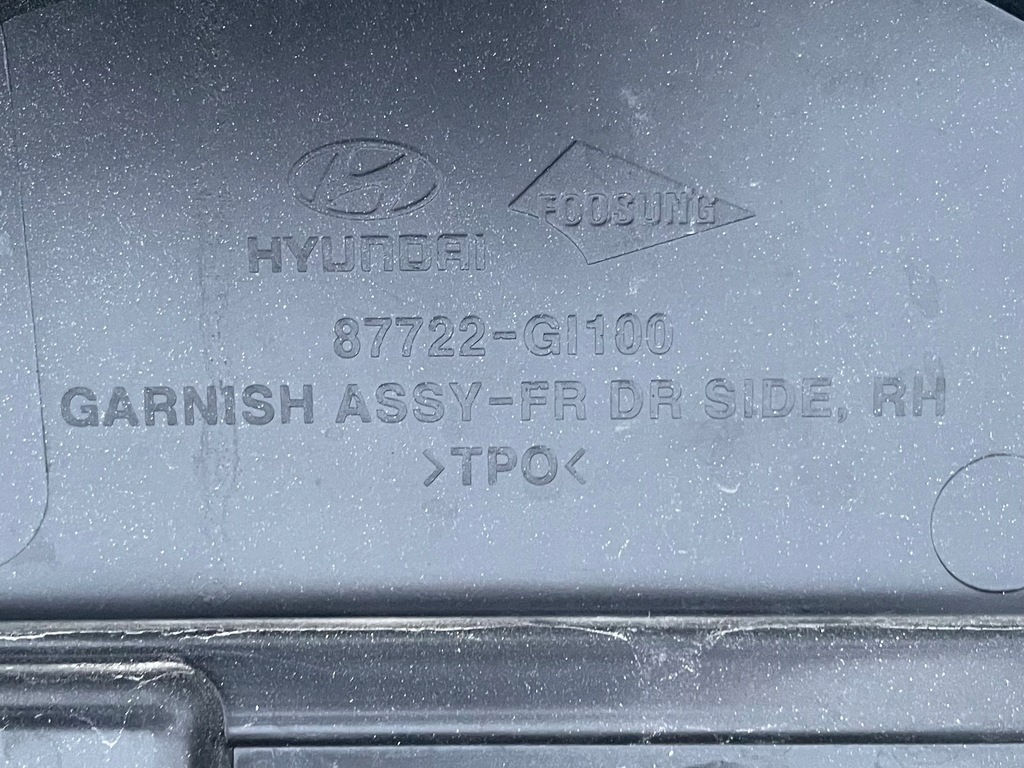 HYUNDAI
FOOSUNG
87722-GI100
GARNISH ASSY-FR DR SIDE, RH
>TPO<